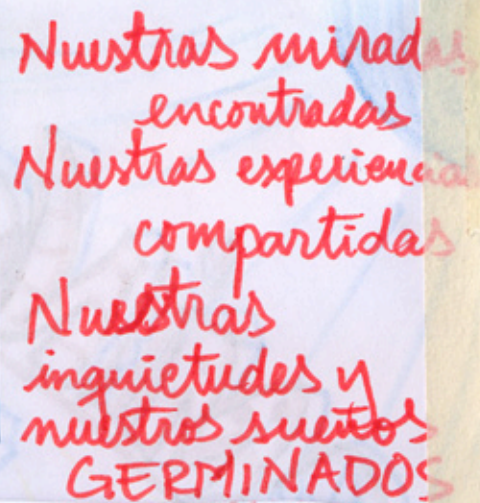 Nuestras miradas
encontradas
Nuestras experiencias
compartidas
Nuestras
inquietudes y
nuestros sueños
GERMINADOS